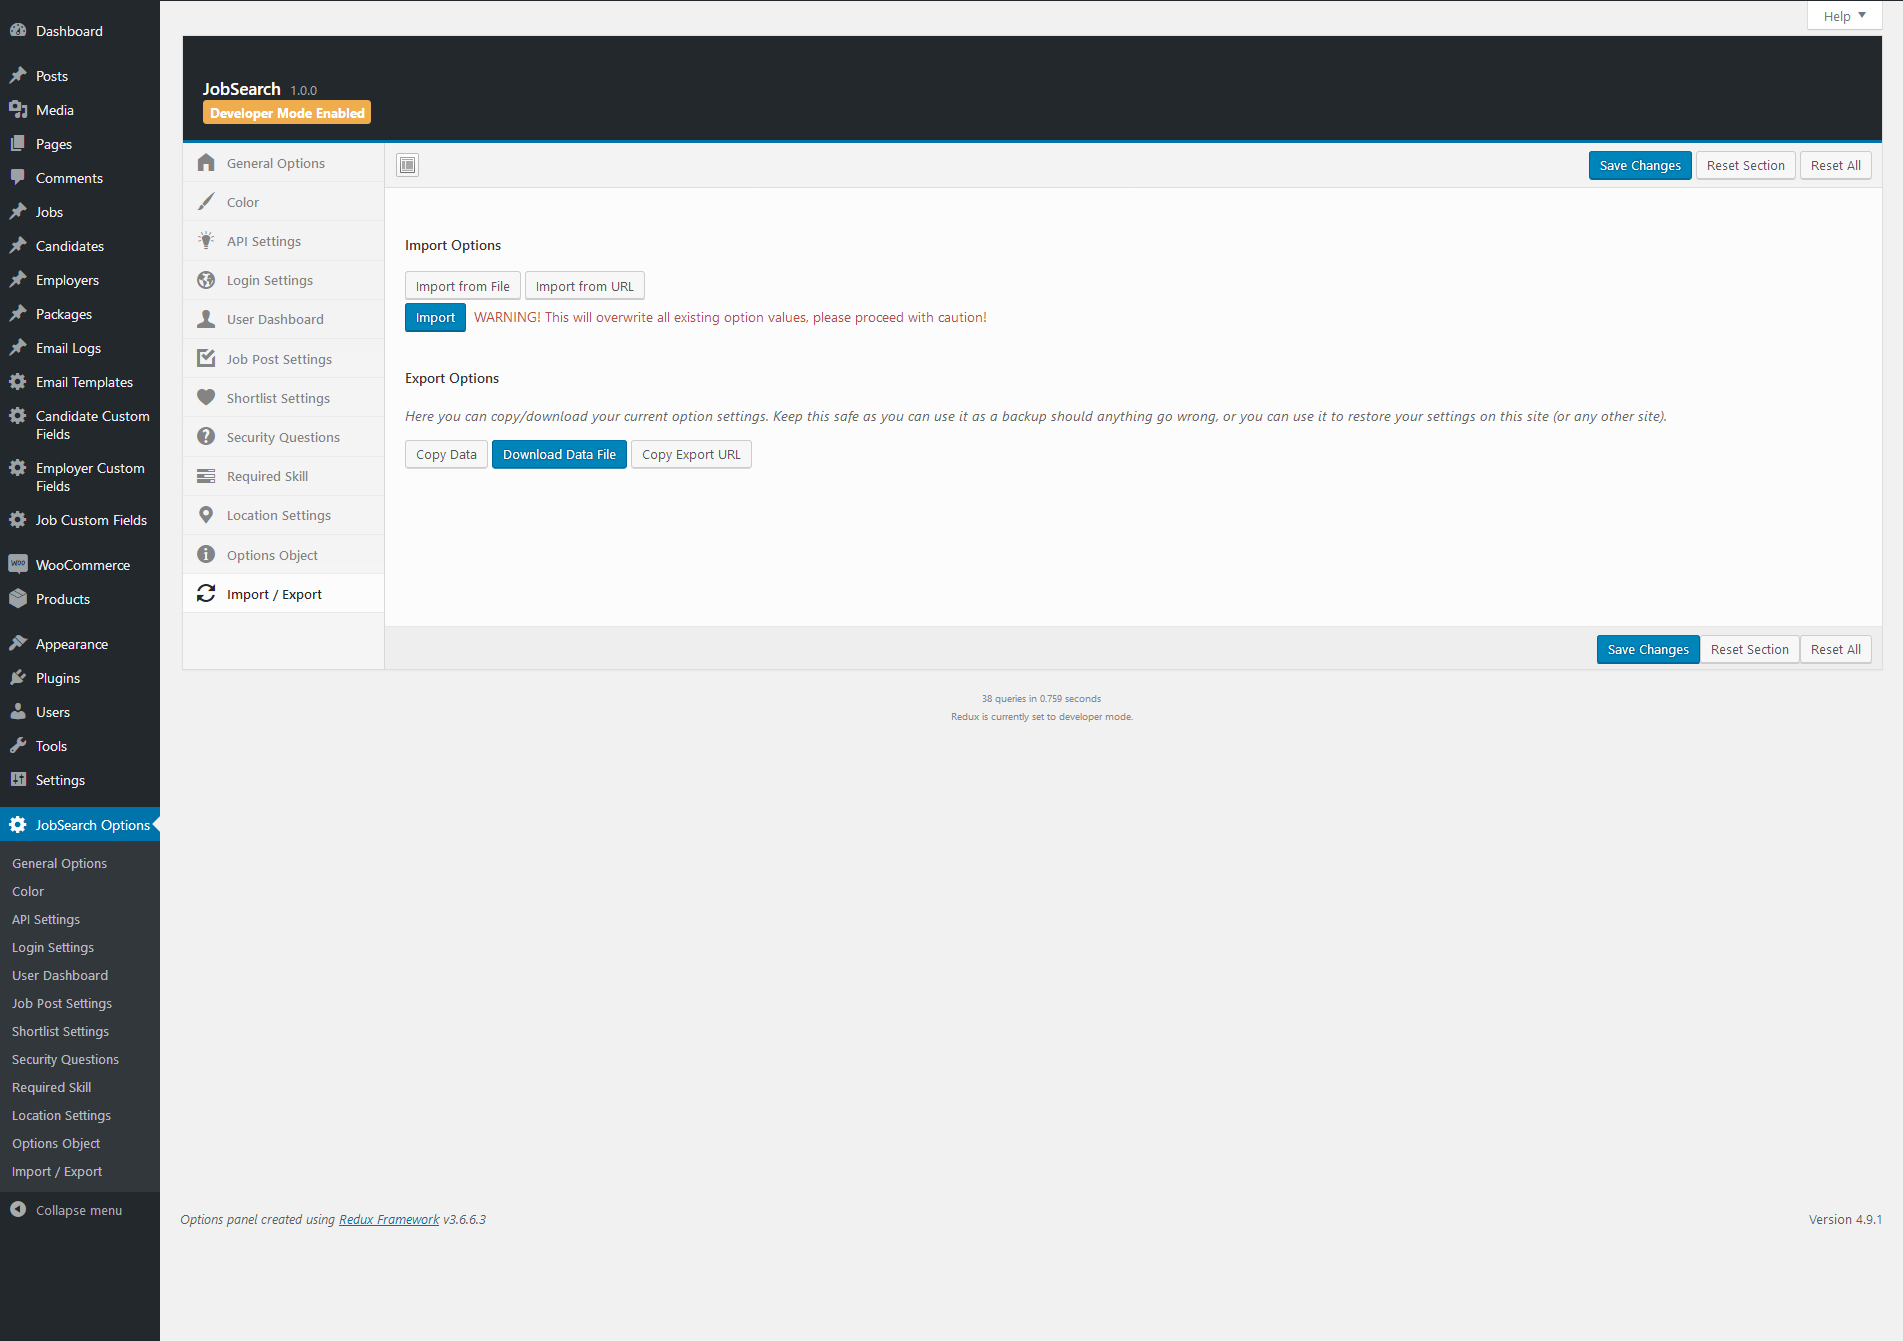 Dashboard
Posts
Media
Pages
Comments
Jobs
Candidates
Employers
Packages
Email Logs
Email Templates
Candidate Custom
Fields
Employer Custom
Fields
Job Custom Fields
WooCommerce
Products
Appearance
Plugins
Users
Tools
Settings
JobSearch Options
General Options
Color
API Settings
Login Settings
User Dashboard
Job Post Settings
Shortlist Settings
Security Questions
Required Skill
Location Settings
Options Object
Import / Export
Collapse menu
Help
JobSearch 1.0.0
Developer Mode Enabled
General Options
Color
API Settings
Login Settings
User Dashboard
Job Post Settings
Shortlist Settings
Security Questions
Required Skill
Location Settings
Options Object
Import / Export
Save Changes Reset Section Reset All
Import Options
Import from File Import from URL
Import WARNING! This will overwrite all existing option values, please proceed with caution!
Export Options
Here you can copy/download your current option settings. Keep this safe as you can use it as a backup should anything go wrong, or you can use it to restore your settings on this site (or any other site).
Copy Data Download Data File Copy Export URL
Save Changes Reset Section Reset All
38 queries in 0.759 seconds
Redux is currently set to developer mode.
Options panel created using Redux Framework v3.6.6.3
Version 4.9.1